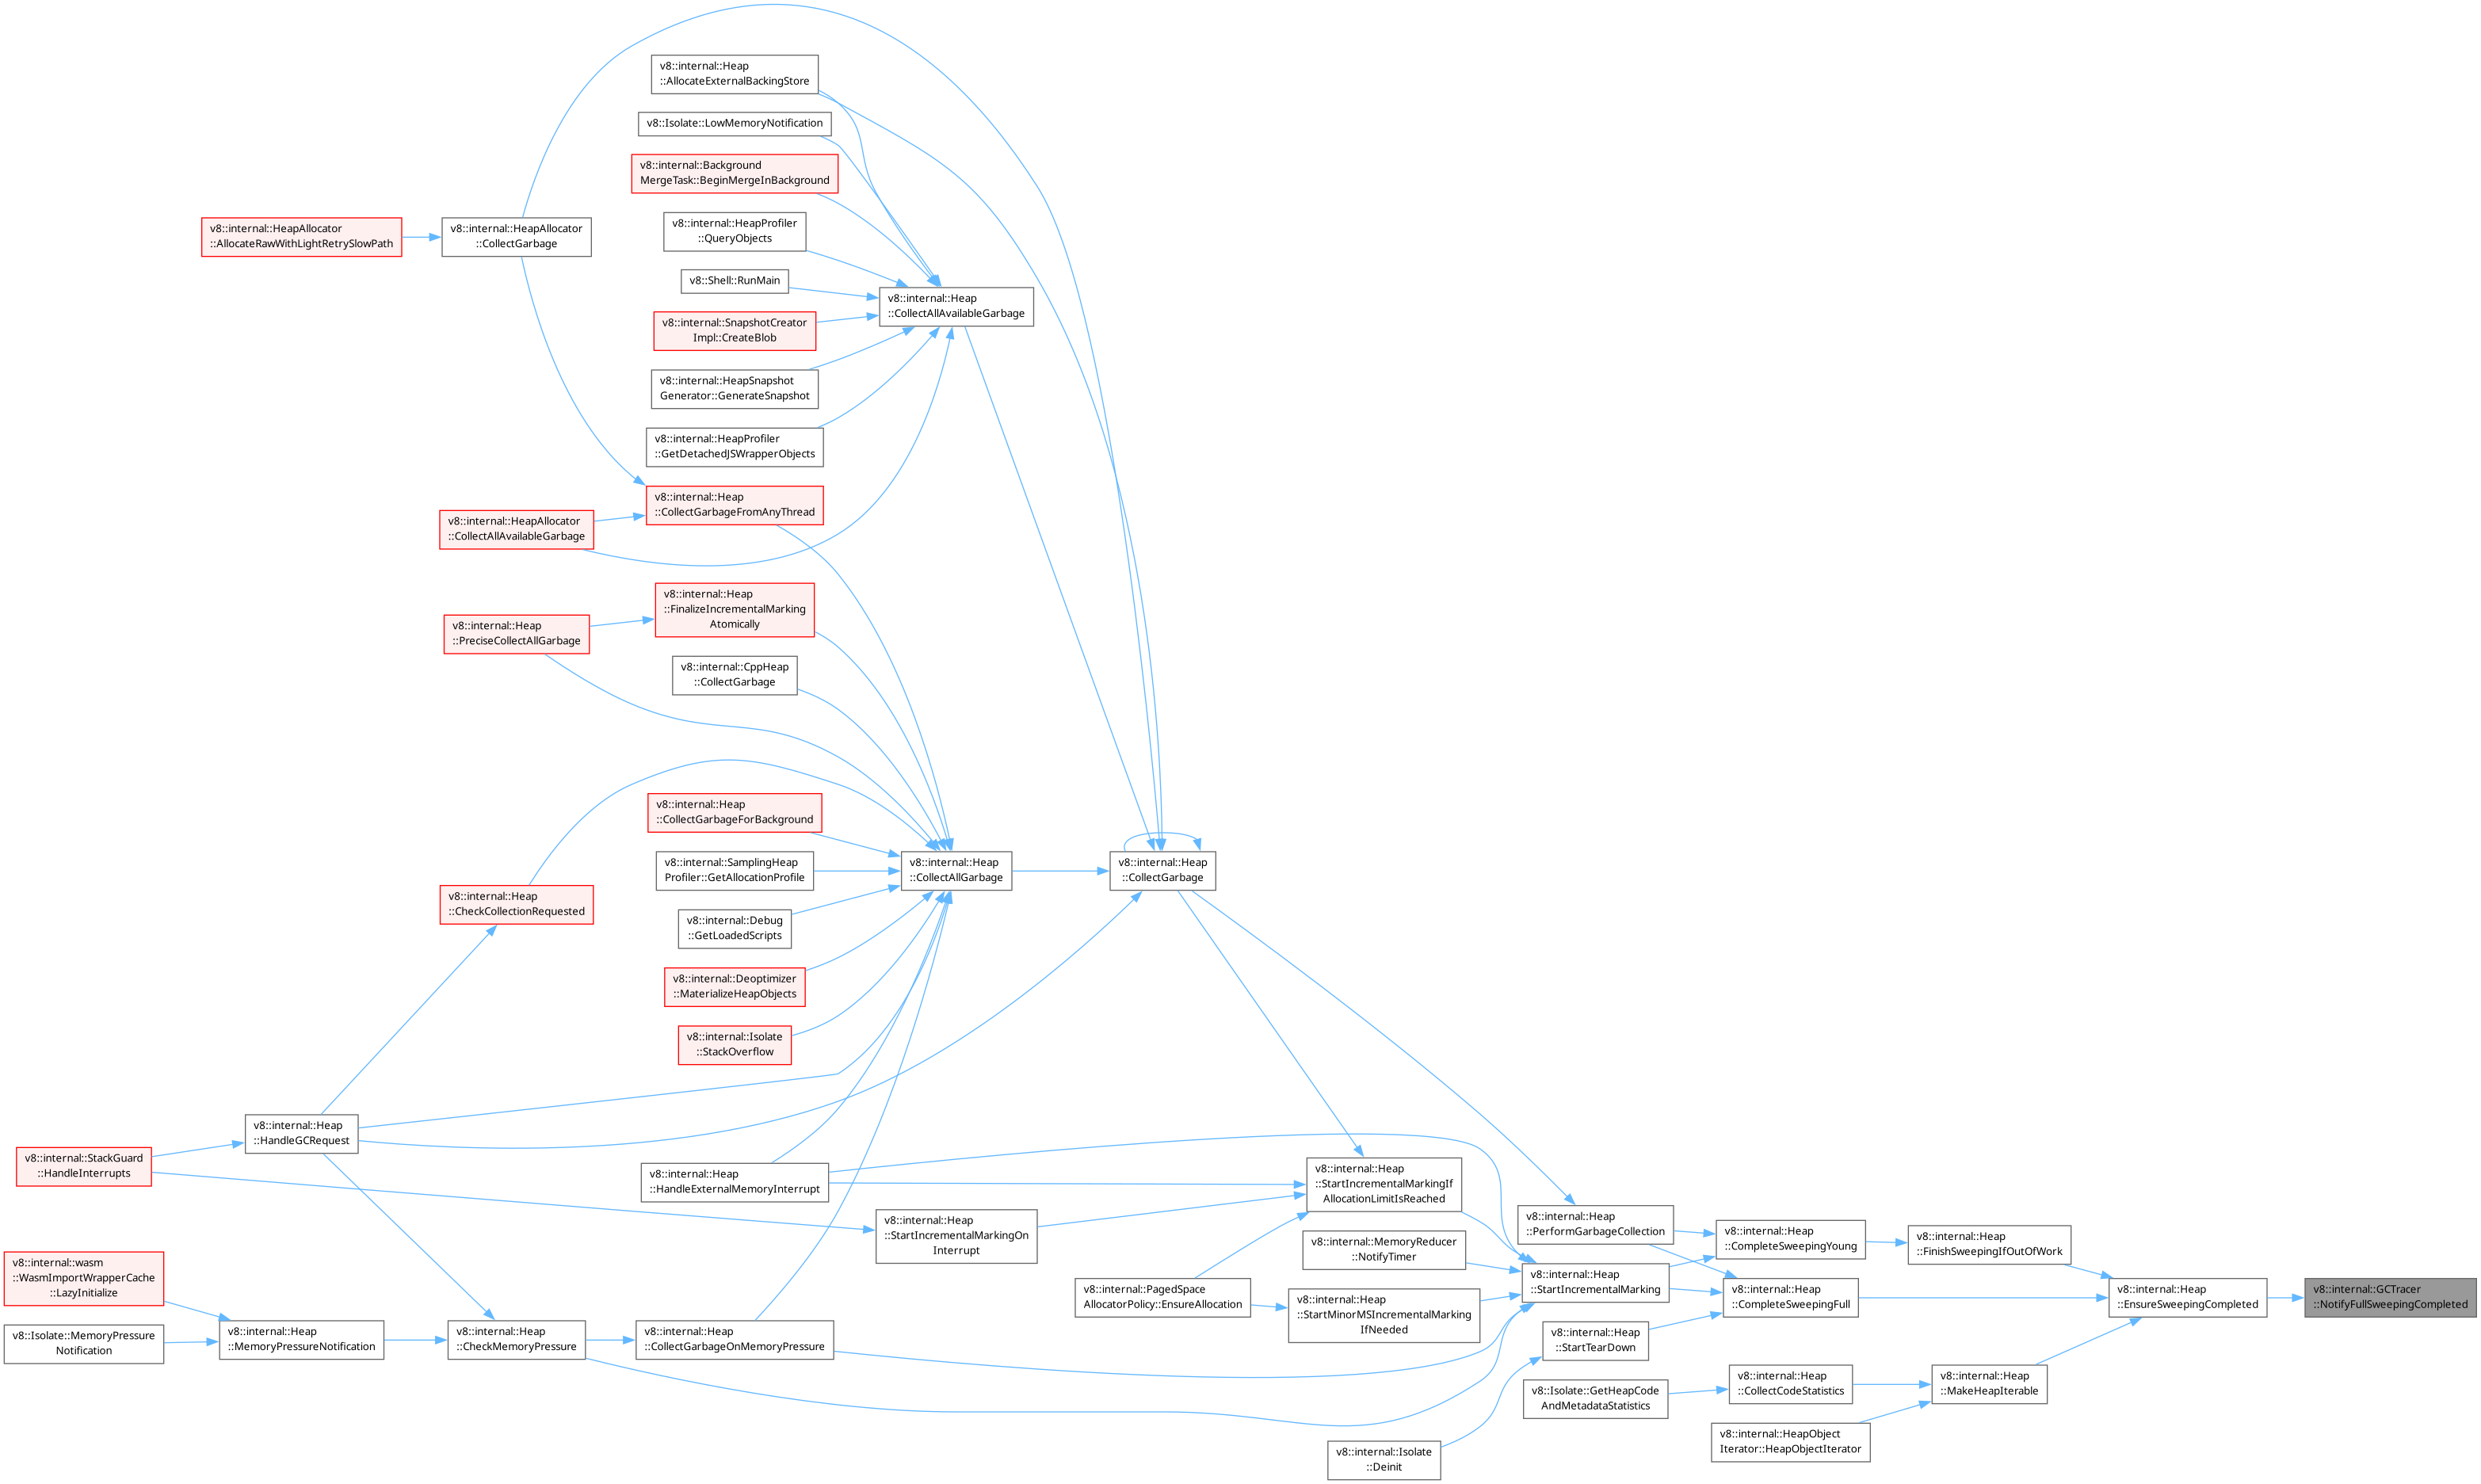 v8::internal::Heap
::AllocateExternalBackingStore
v8::Isolate::LowMemoryNotification
v8::internal::Background
MergeTask::BeginMergeInBackground
v8::internal::HeapProfiler
::QueryObjects
v8::internal::HeapAllocator
::AllocateRawWithLightRetrySlowPath
v8::internal::HeapAllocator
::CollectGarbage
v8::Shell::RunMain
v8::internal::Heap
::CollectAllAvailableGarbage
v8::internal::SnapshotCreator
Impl::CreateBlob
v8::internal::HeapSnapshot
Generator::GenerateSnapshot
v8::internal::HeapProfiler
::GetDetachedJSWrapperObjects
v8::internal::Heap
::CollectGarbageFromAnyThread
v8::internal::HeapAllocator
::CollectAllAvailableGarbage
v8::internal::Heap
::FinalizeIncrementalMarking
Atomically
v8::internal::Heap
::PreciseCollectAllGarbage
v8::internal::CppHeap
::CollectGarbage
v8::internal::Heap
::CollectGarbageForBackground
v8::internal::SamplingHeap
Profiler::GetAllocationProfile
v8::internal::Heap
::CollectAllGarbage
v8::internal::Heap
::CollectGarbage
v8::internal::Heap
::CheckCollectionRequested
v8::internal::Debug
::GetLoadedScripts
v8::internal::Deoptimizer
::MaterializeHeapObjects
v8::internal::Isolate
::StackOverflow
v8::internal::Heap
::HandleGCRequest
v8::internal::StackGuard
::HandleInterrupts
v8::internal::Heap
::HandleExternalMemoryInterrupt
v8::internal::Heap
::StartIncrementalMarkingIf
AllocationLimitIsReached
v8::internal::Heap
::StartIncrementalMarkingOn
Interrupt
v8::internal::Heap
::PerformGarbageCollection
v8::internal::Heap
::CompleteSweepingYoung
v8::internal::Heap
::FinishSweepingIfOutOfWork
v8::internal::MemoryReducer
::NotifyTimer
v8::internal::wasm
::WasmImportWrapperCache
::LazyInitialize
v8::internal::PagedSpace
AllocatorPolicy::EnsureAllocation
v8::internal::Heap
::StartMinorMSIncrementalMarking
IfNeeded
v8::internal::Heap
::StartIncrementalMarking
v8::internal::Heap
::CompleteSweepingFull
v8::internal::Heap
::EnsureSweepingCompleted
v8::internal::GCTracer
::NotifyFullSweepingCompleted
v8::Isolate::MemoryPressure
Notification
v8::internal::Heap
::MemoryPressureNotification
v8::internal::Heap
::CheckMemoryPressure
v8::internal::Heap
::CollectGarbageOnMemoryPressure
v8::internal::Heap
::StartTearDown
v8::Isolate::GetHeapCode
AndMetadataStatistics
v8::internal::Heap
::CollectCodeStatistics
v8::internal::Heap
::MakeHeapIterable
v8::internal::HeapObject
Iterator::HeapObjectIterator
v8::internal::Isolate
::Deinit